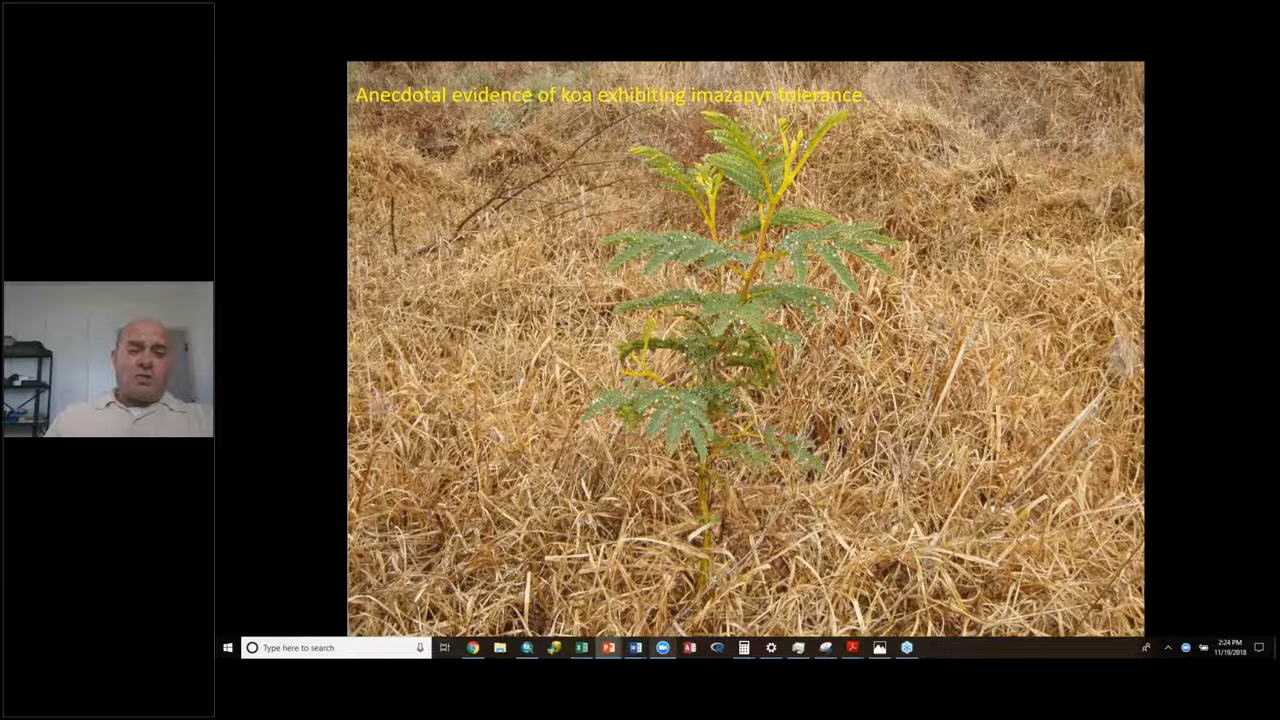 Anecdotal evidence of koa exhibiting imazapyr tolerance.
Type here to search
2:24 PM
11/19/2018